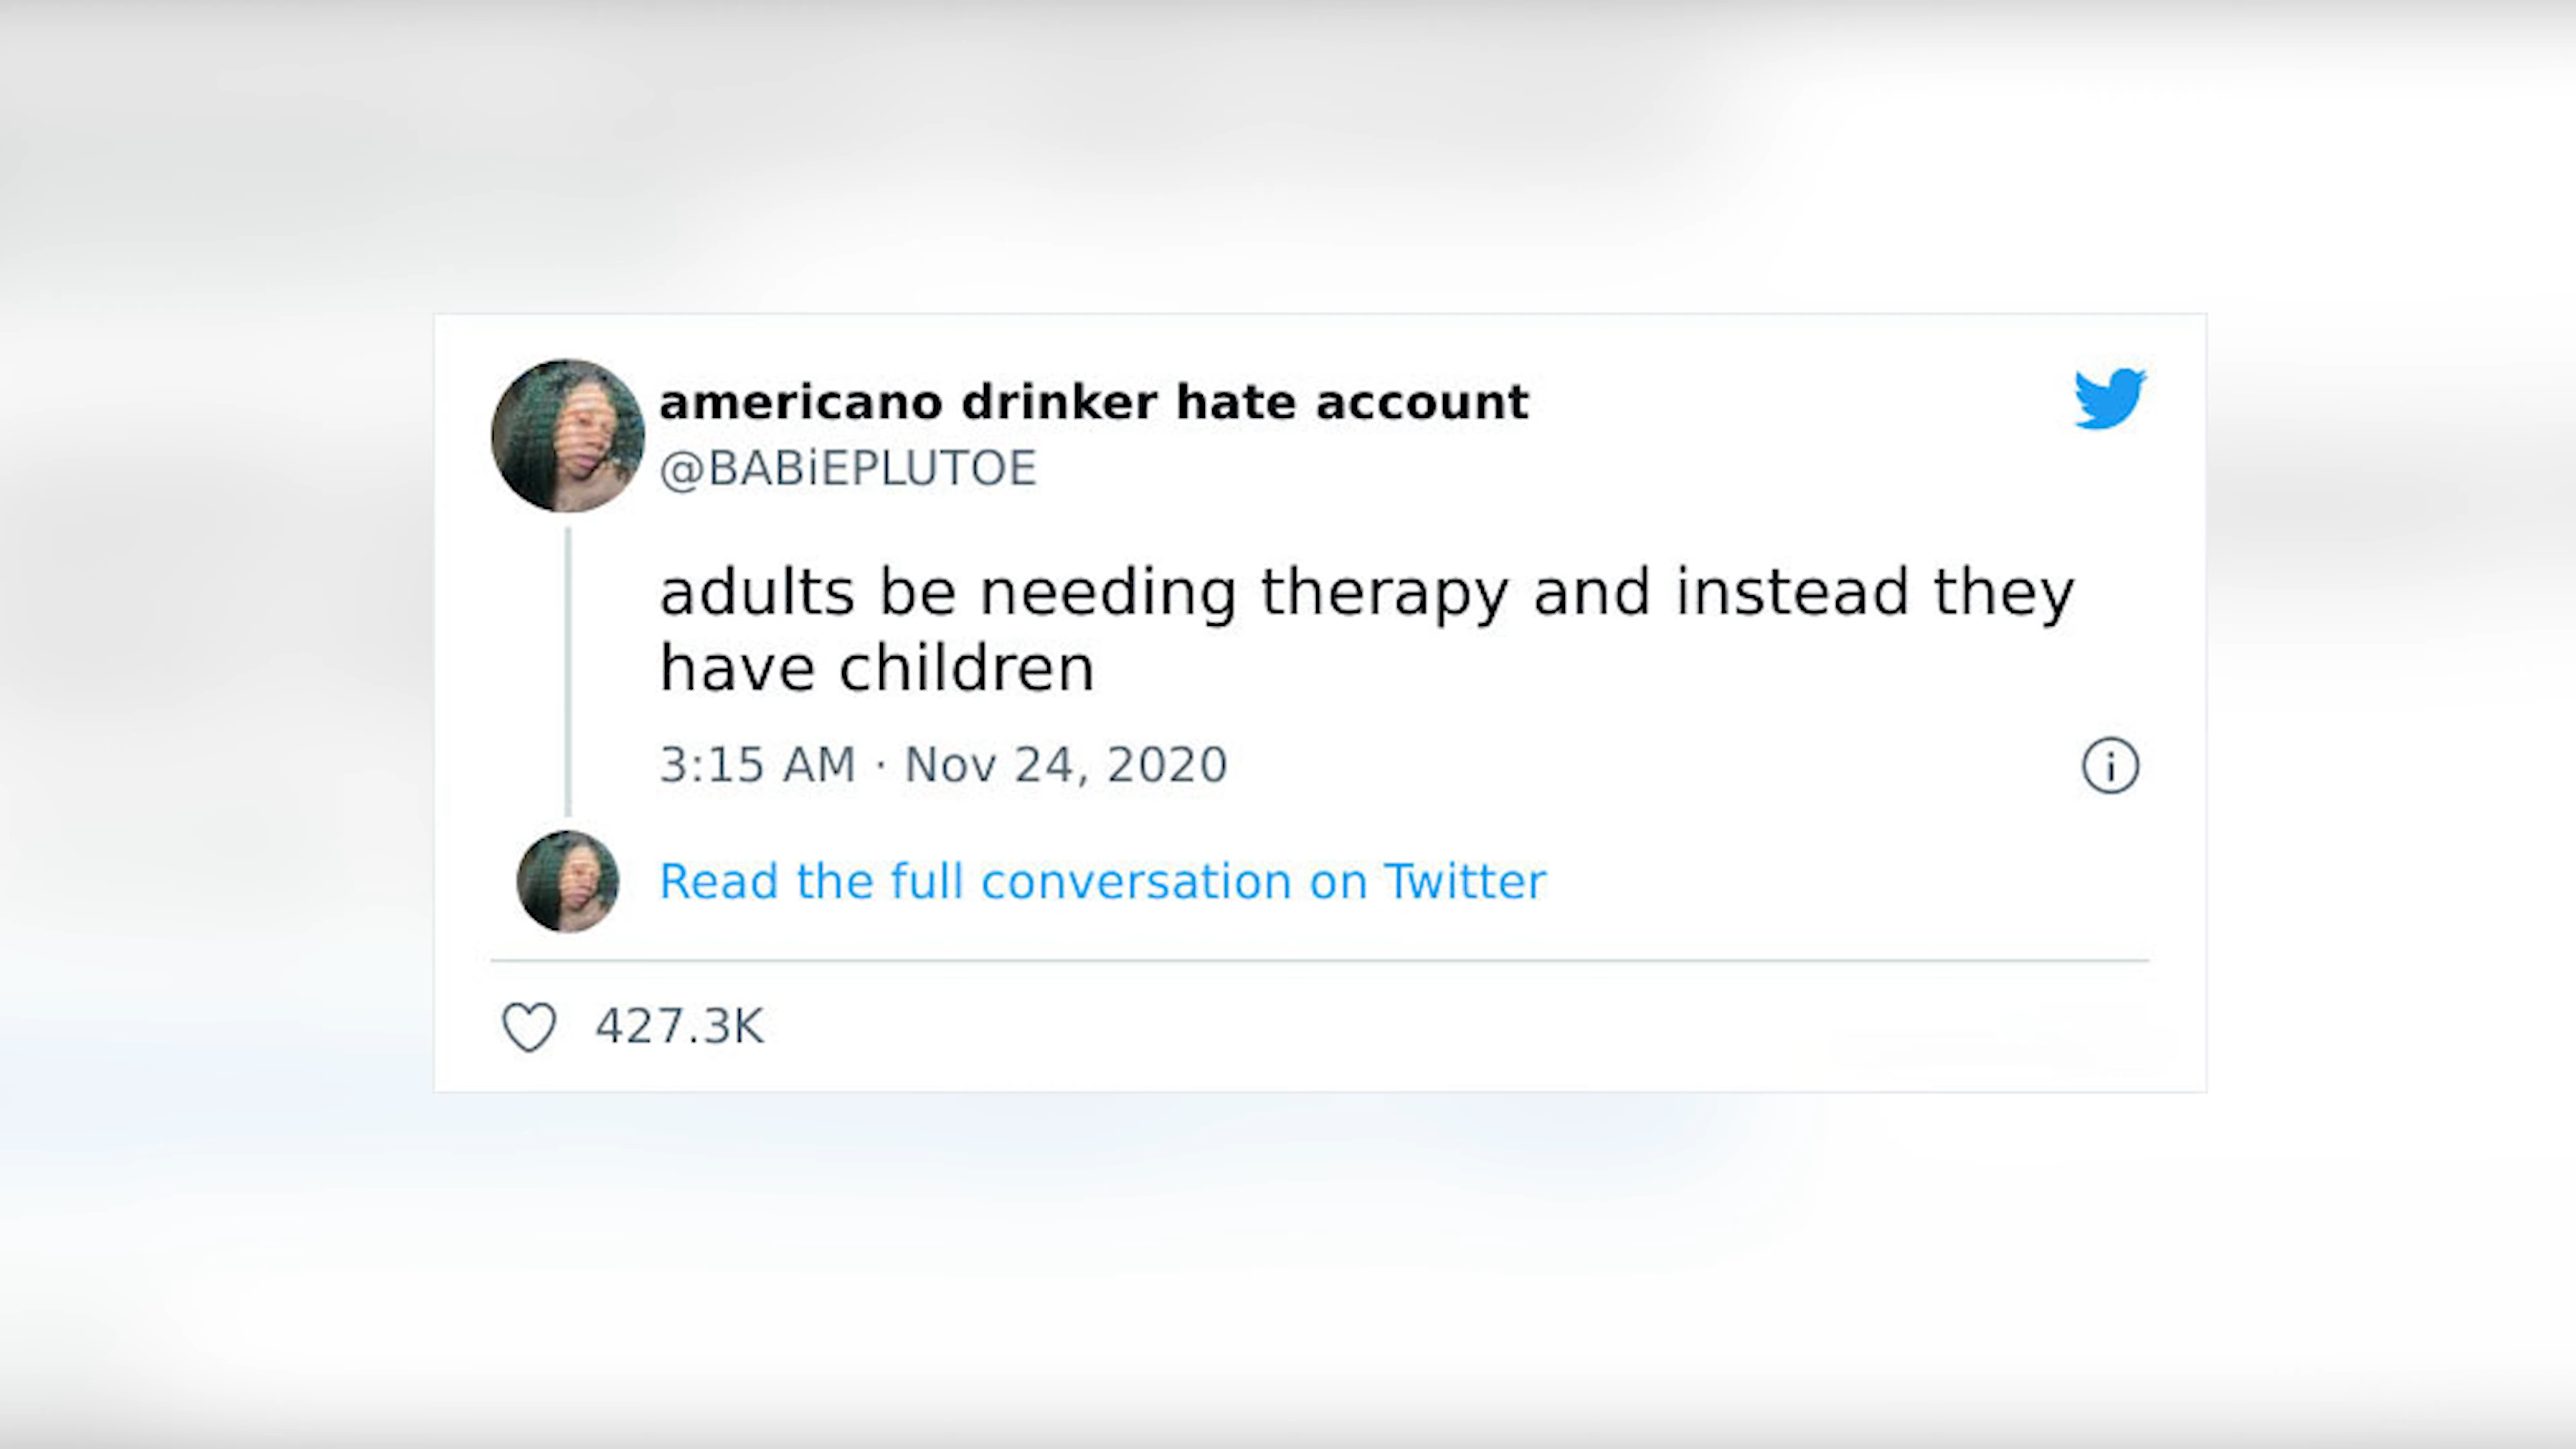 americano drinker hate account
@BABiEPLUTOE
adults be needing therapy and instead they
have children
3:15 AM · Nov 24, 2020
Read the full conversation on Twitter
427.3K